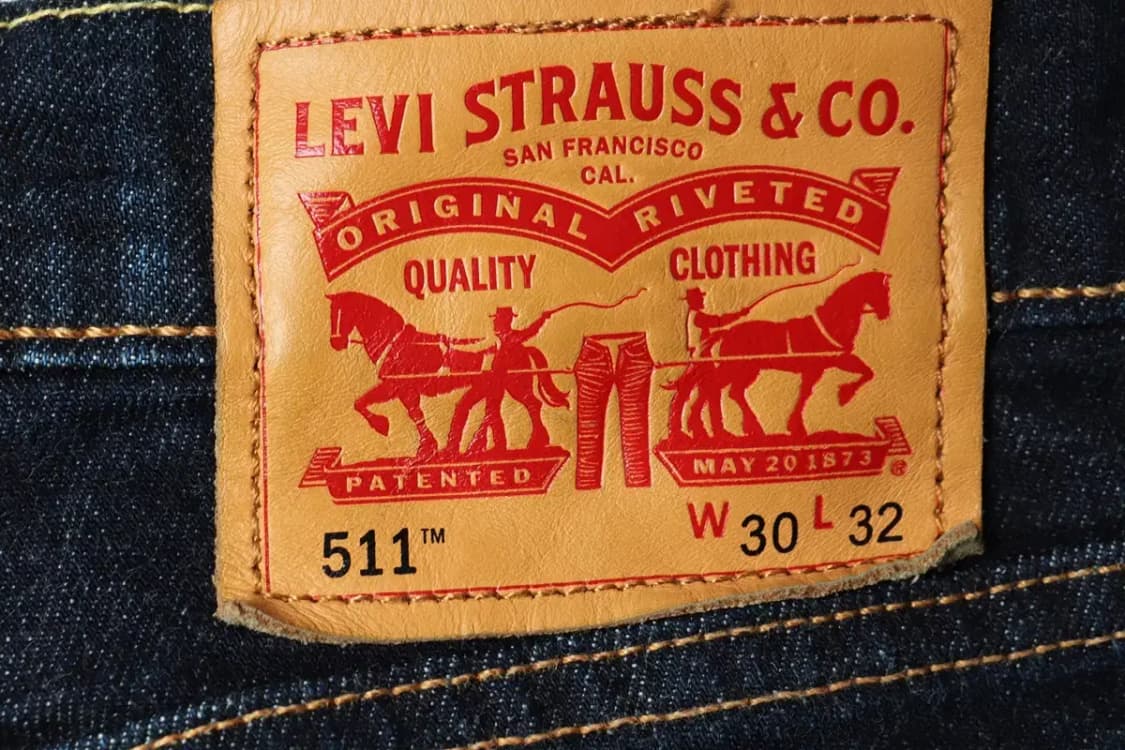 LEVI STRAUSS & CO.
SAN FRANCISCO
CAL.
ORIGINAL RIVETED
QUALITY CLOTHING
PATENTED MAY 20 1873 ®
511™ W 30 L 32